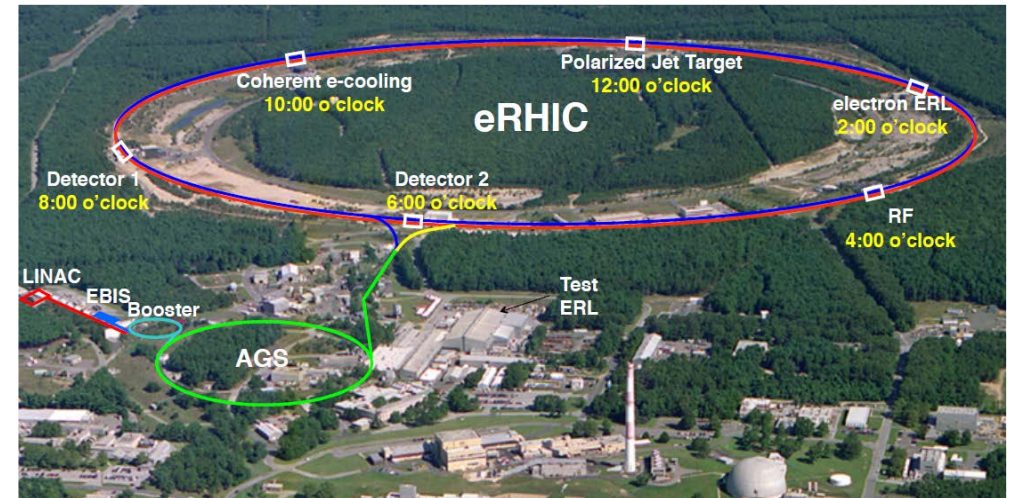 Polarized Jet Target
12:00 o'clock
Coherent e-cooling
10:00 o'clock
eRHIC
electron ERL
2:00 o'clock
Detector 1
8:00 o'clock
Detector 2
6:00 o'clock
RF
4:00 o'clock
LINAC
EBIS
Booster
Test
ERL
AGS